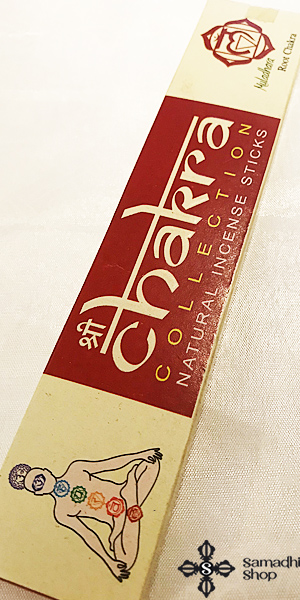 Muladhara
Root Chakra
श्री
chakra
COLLECTION
NATURAL INCENSE STICKS
Samadhi
Shop